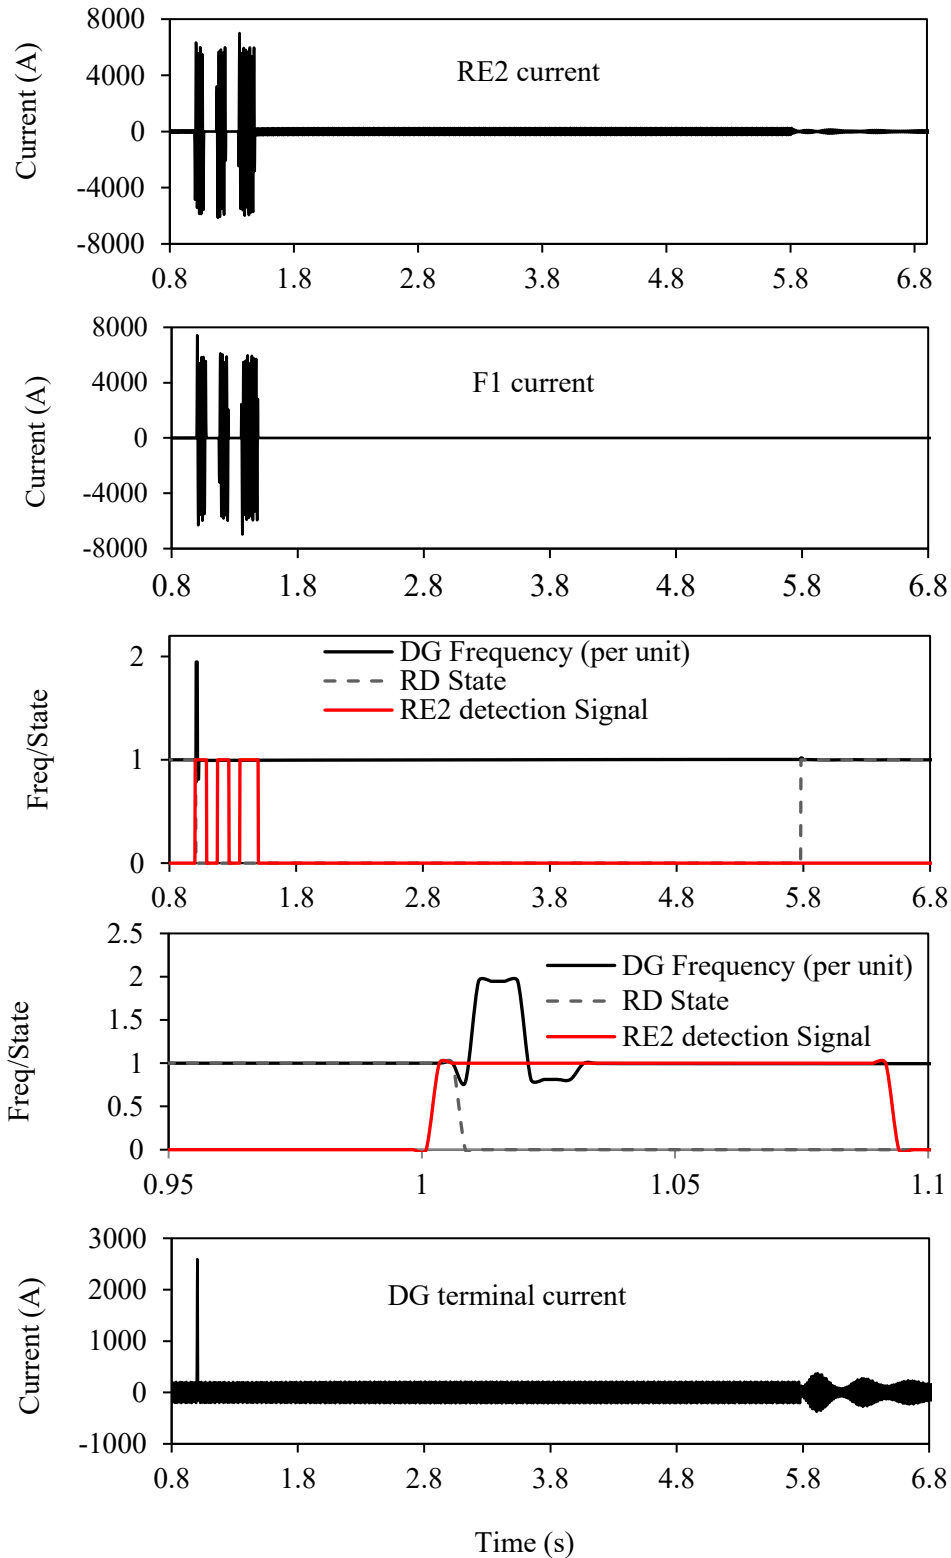 8000
4000
0
-4000
-8000
Current (A)
RE2 current
0.8 1.8 2.8 3.8 4.8 5.8 6.8
8000
4000
0
-4000
-8000
Current (A)
F1 current
0.8 1.8 2.8 3.8 4.8 5.8 6.8
2
1
0
Freq/State
DG Frequency (per unit)
RD State
RE2 detection Signal
0.8 1.8 2.8 3.8 4.8 5.8 6.8
2.5
2
1.5
1
0.5
0
Freq/State
DG Frequency (per unit)
RD State
RE2 detection Signal
0.95 1 1.05 1.1
3000
2000
1000
0
-1000
Current (A)
DG terminal current
0.8 1.8 2.8 3.8 4.8 5.8 6.8
Time (s)